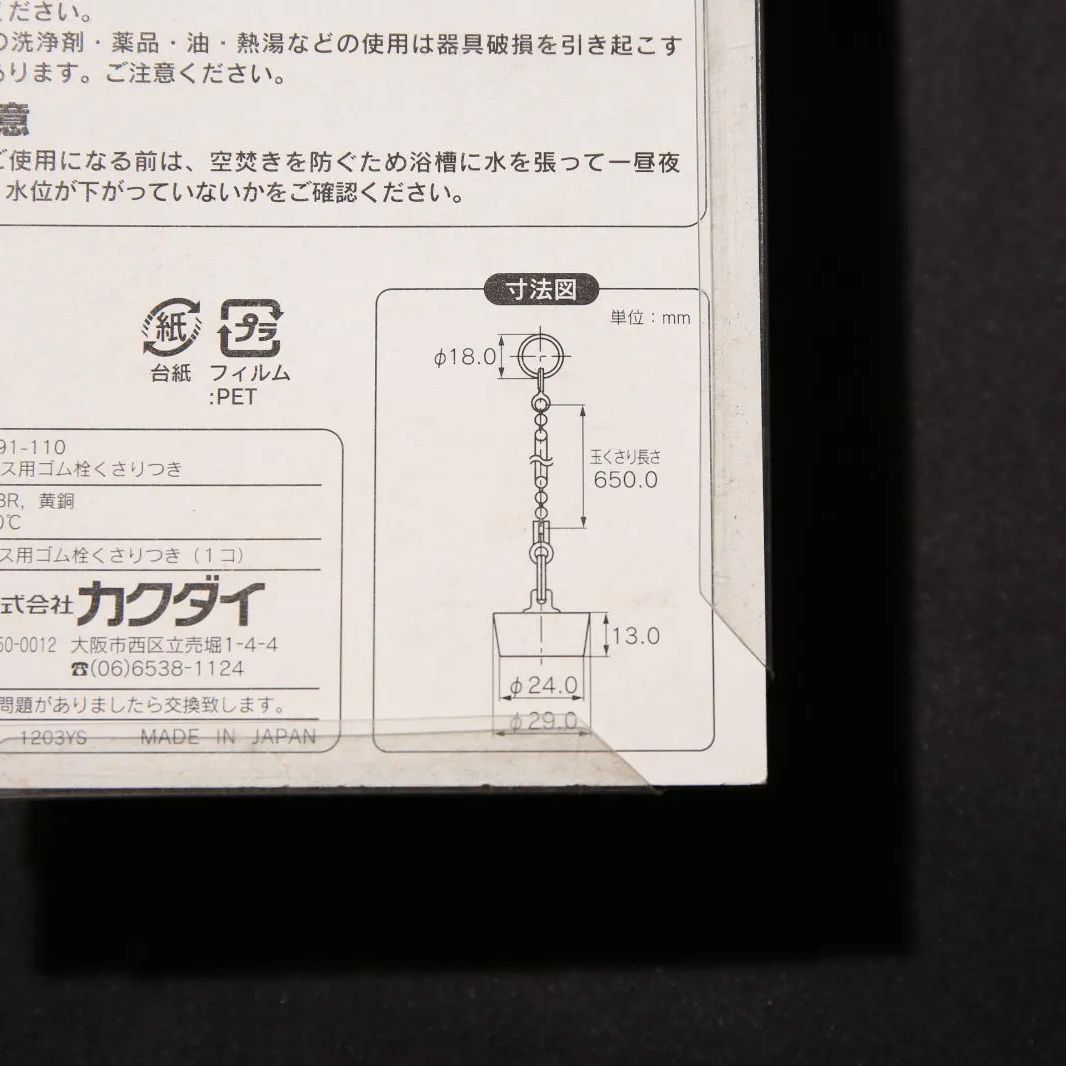 ください。
の洗浄剤・薬品・油・熱湯などの使用は器具破損を引き起こす
あります。ご注意ください。
意
ご使用になる前は、空焚きを防ぐため浴槽に水を張って一昼夜
水位が下がっていないかをご確認ください。
紙 プラ
台紙 フィルム
:PET
91-110
ス用ゴム栓くさりつき
BR, 黄銅
0℃
ス用ゴム栓くさりつき(1コ)
式会社カクダイ
50-0012 大阪市西区立売堀1-4-4
☎(06)6538-1124
問題がありましたら交換致します。
1203YS MADE IN JAPAN
寸法図
単位:mm
φ18.0
玉くさり長さ
650.0
13.0
φ24.0
φ29.0